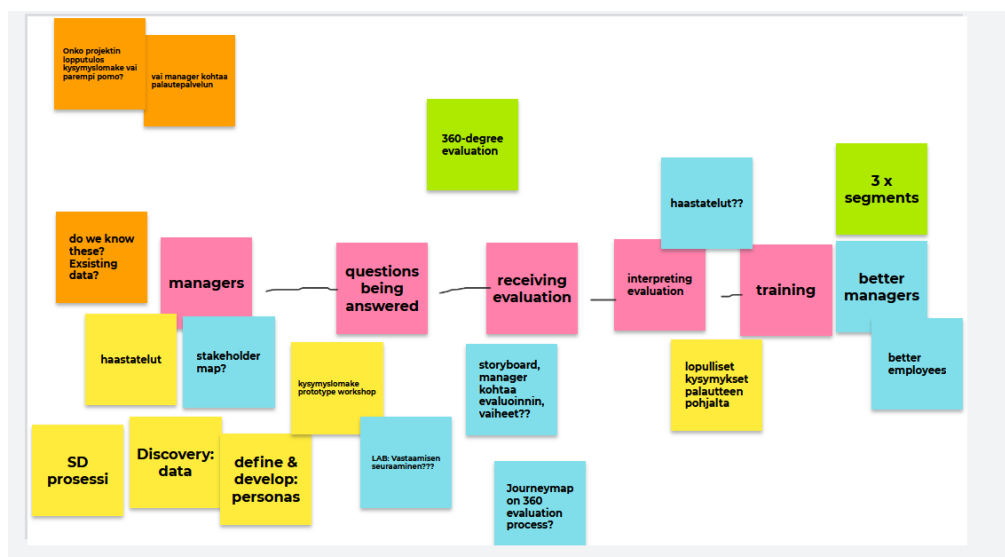 Onko projektin
lopputulos
kysymyslomake vai
parempi pomo?
vai manager kohtaa
palautepalvelun
360-degree
evaluation
haastatelut??
3 x
segments
do we know
these?
Exsisting
data?
managers
questions
being
answered
receiving
evaluation
interpreting
evaluation
training
better
managers
haastatelut
stakeholder
map?
kysymyslomake
prototype workshop
storyboard,
manager
kohtaa
evaluoinnin,
vaiheet??
lopulliset
kysymykset
palautteen
pohjalta
better
employees
SD
prosessi
Discovery:
data
define &
develop:
personas
LAB: Vastaamisen
seuraaminen???
Journeymap
on 360
evaluation
process?